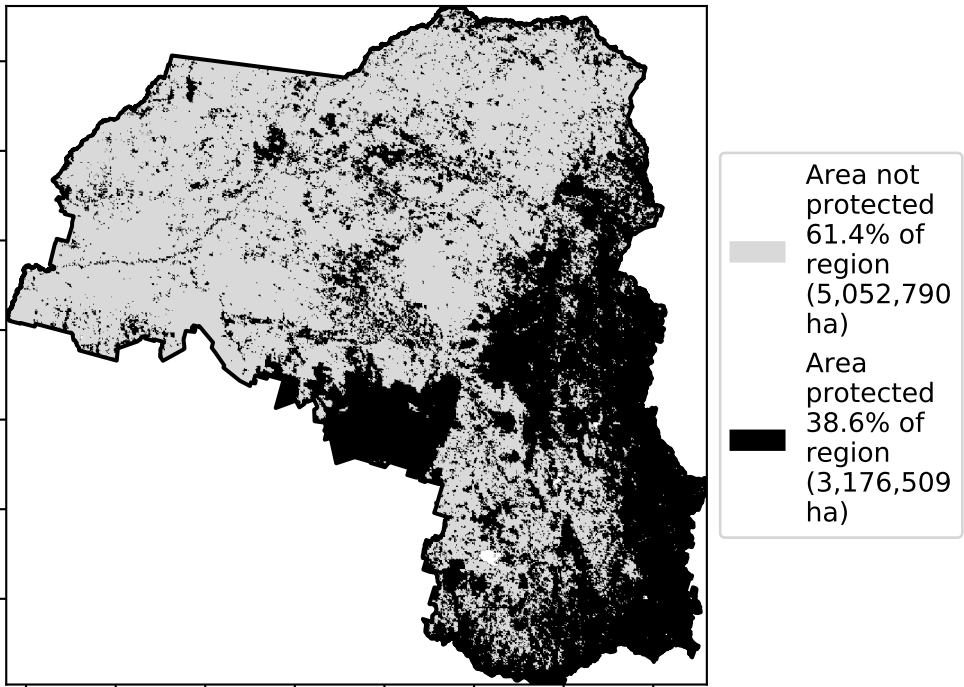 Area not
protected
61.4% of
region
(5,052,790
ha)
Area
protected
38.6% of
region
(3,176,509
ha)